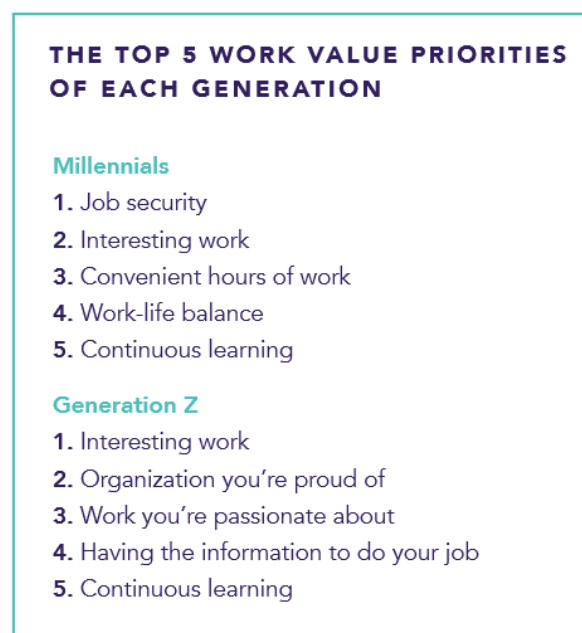 THE TOP 5 WORK VALUE PRIORITIES
OF EACH GENERATION
Millennials
1. Job security
2. Interesting work
3. Convenient hours of work
4. Work-life balance
5. Continuous learning
Generation Z
1. Interesting work
2. Organization you’re proud of
3. Work you’re passionate about
4. Having the information to do your job
5. Continuous learning